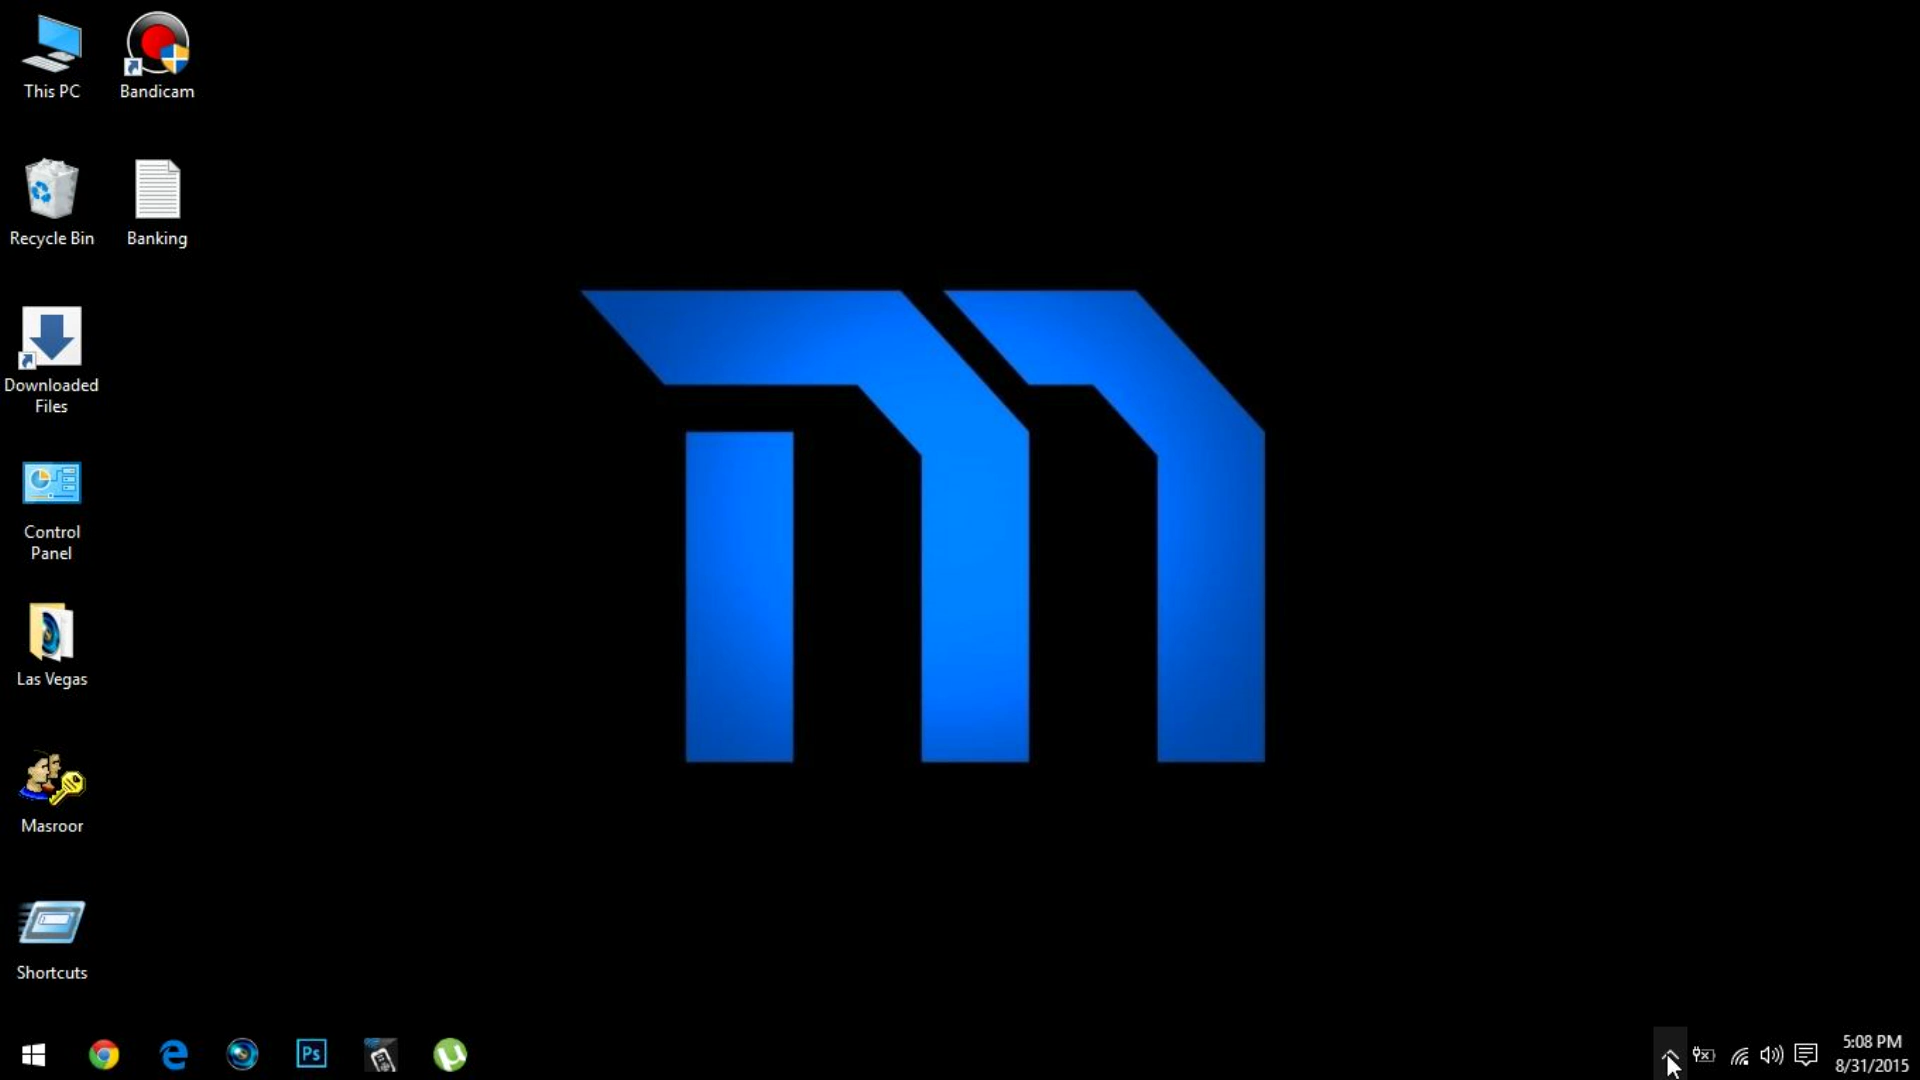 This PC
Bandicam
Recycle Bin
Banking
Downloaded
Files
Control
Panel
Las Vegas
Masroor
Shortcuts
Ps
5:08 PM
8/31/2015